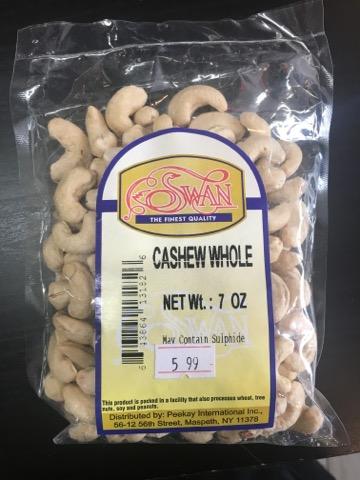 SWAN
THE FINEST QUALITY
CASHEW WHOLE
NET Wt.: 7 OZ
May Contain Sulphide
5 99
This product is packed in a facility that also processes wheat, tree
nuts, soy and peanuts.
Distributed by: Peekay International Inc.,
56-12 56th Street, Maspeth, NY 11378